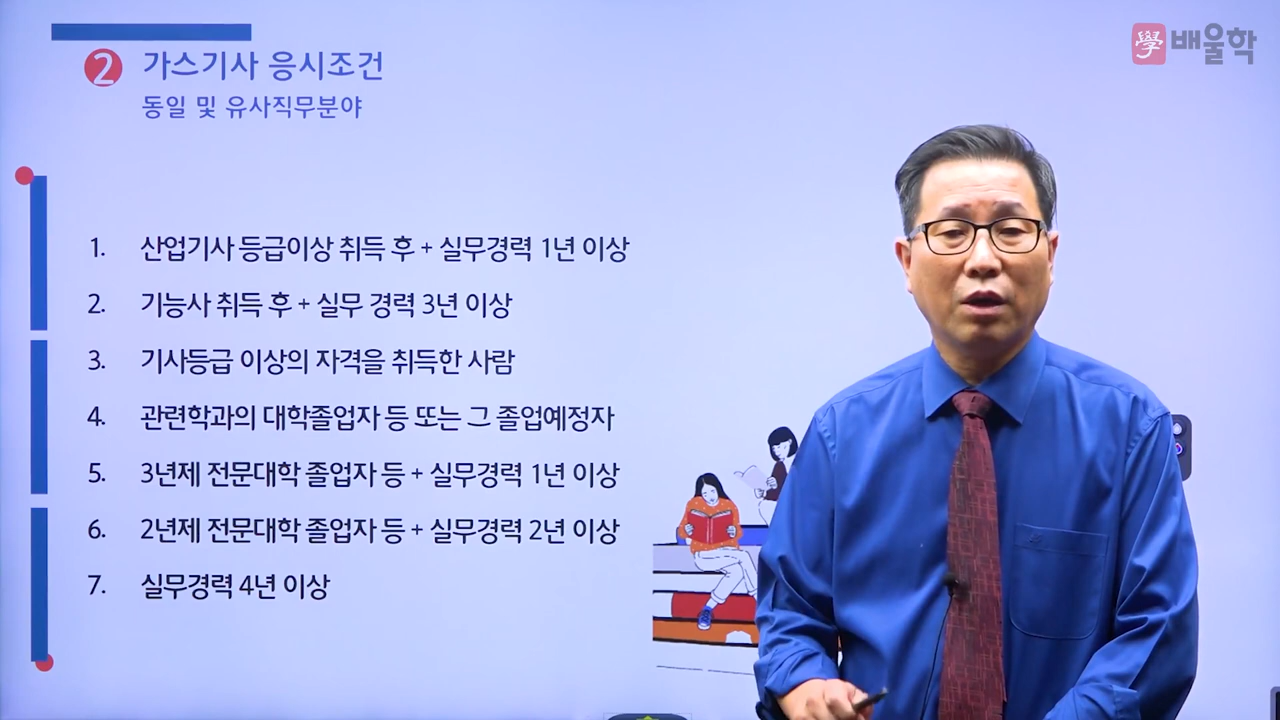 2 가스기사 응시조건
동일 및 유사직무분야
學 배울학
1. 산업기사 등급이상 취득 후 + 실무경력 1년 이상
2. 기능사 취득 후 + 실무 경력 3년 이상
3. 기사등급 이상의 자격을 취득한 사람
4. 관련학과의 대학졸업자 등 또는 그 졸업예정자
5. 3년제 전문대학 졸업자 등 + 실무경력 1년 이상
6. 2년제 전문대학 졸업자 등 + 실무경력 2년 이상
7. 실무경력 4년 이상